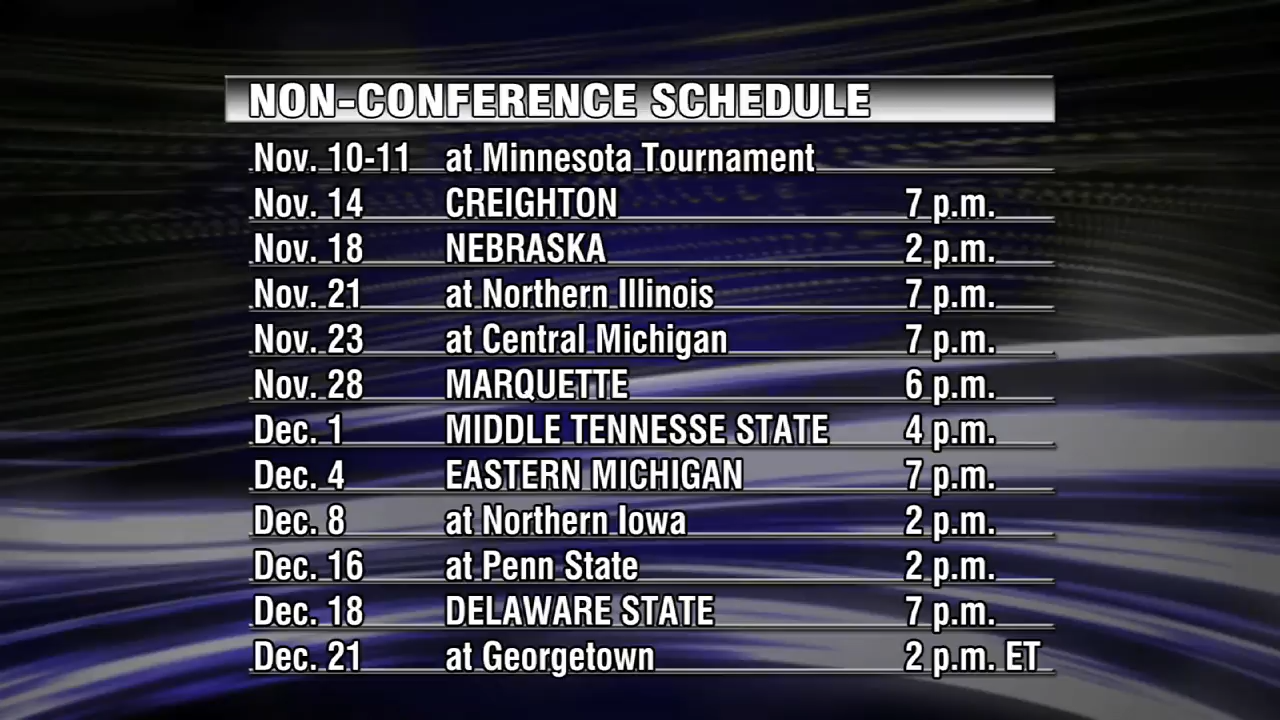 NON-CONFERENCE SCHEDULE
Nov. 10-11 at Minnesota Tournament
Nov. 14 CREIGHTON 7 p.m.
Nov. 18 NEBRASKA 2 p.m.
Nov. 21 at Northern Illinois 7 p.m.
Nov. 23 at Central Michigan 7 p.m.
Nov. 28 MARQUETTE 6 p.m.
Dec. 1 MIDDLE TENNESSE STATE 4 p.m.
Dec. 4 EASTERN MICHIGAN 7 p.m.
Dec. 8 at Northern Iowa 2 p.m.
Dec. 16 at Penn State 2 p.m.
Dec. 18 DELAWARE STATE 7 p.m.
Dec. 21 at Georgetown 2 p.m. ET